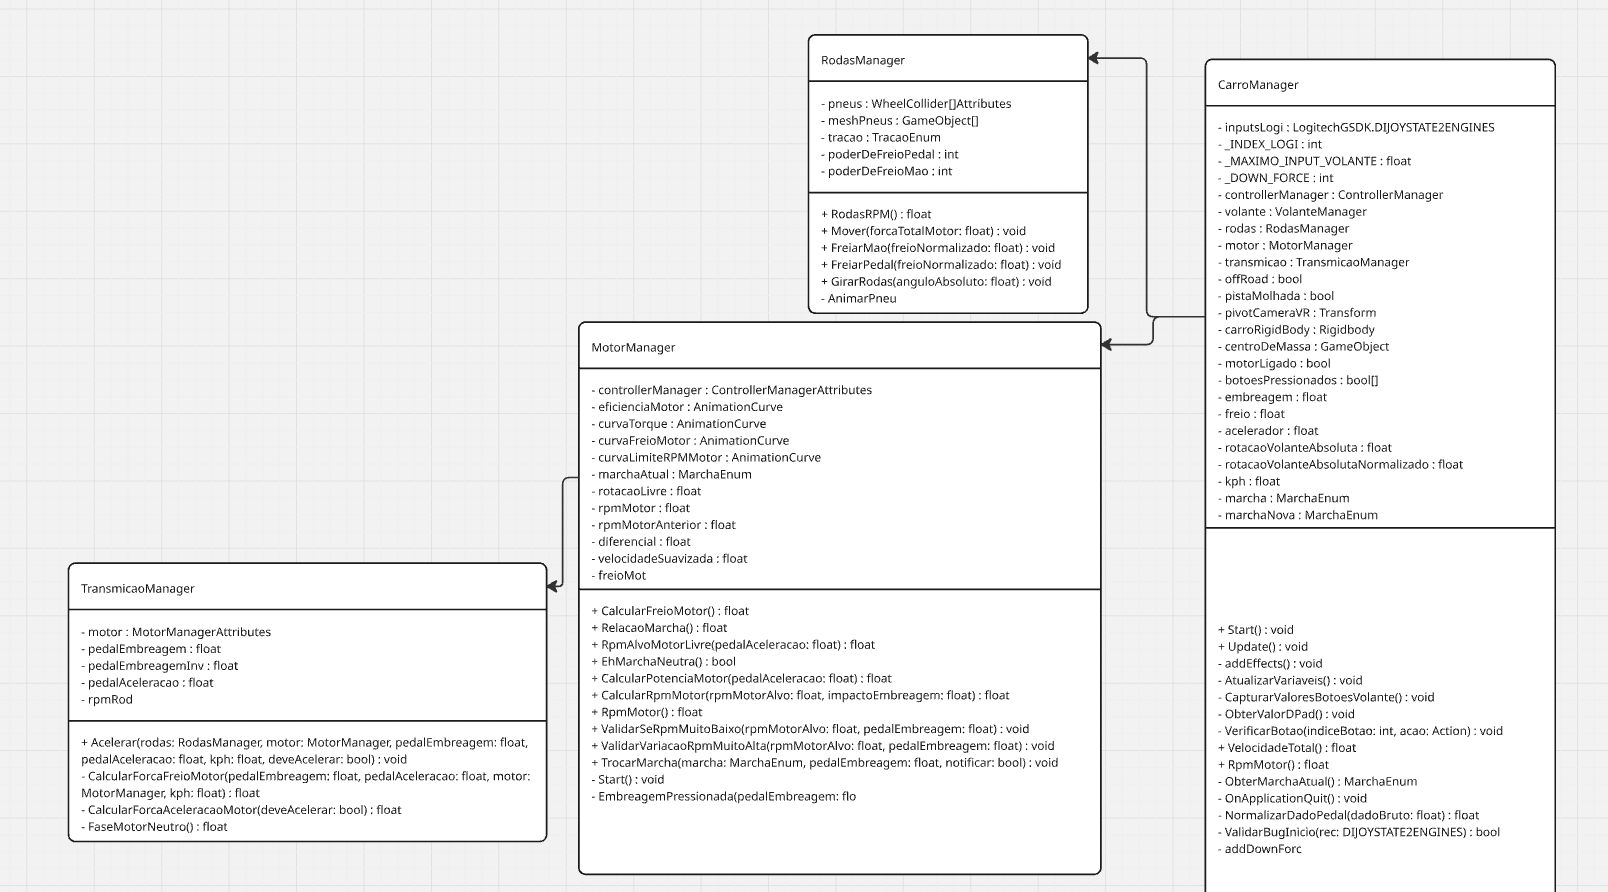 RodasManager
- pneus : WheelCollider[]Attributes
- meshPneus : GameObject[]
- tracao : TracaoEnum
- poderDeFreioPedal : int
- poderDeFreioMao : int
+ RodasRPM() : float
+ Mover(forcaTotalMotor: float) : void
+ FreiarMao(freioNormalizado: float) : void
+ FreiarPedal(freioNormalizado: float) : void
+ GirarRodas(anguloAbsoluto: float) : void
- AnimarPneu
CarroManager
- inputsLogi : LogitechGSDK.DIJOYSTATE2ENGINES
- _INDEX_LOGI : int
- _MAXIMO_INPUT_VOLANTE : float
- _DOWN_FORCE : int
- controllerManager : ControllerManager
- volante : VolanteManager
- rodas : RodasManager
- motor : MotorManager
- transmicao : TransmicaoManager
- offRoad : bool
- pistaMolhada : bool
- pivotCameraVR : Transform
- carroRigidBody : Rigidbody
- centroDeMassa : GameObject
- motorLigado : bool
- botoesPressionados : bool[]
- embreagem : float
- freio : float
- acelerador : float
- rotacaoVolanteAbsoluta : float
- rotacaoVolanteAbsolutaNormalizado : float
- kph : float
- marcha : MarchaEnum
- marchaNova : MarchaEnum
+ Start() : void
+ Update() : void
- addEffects() : void
- AtualizarVariaveis() : void
- CapturarValoresBotoesVolante() : void
- ObterValorDPad() : void
- VerificarBotao(indiceBotao: int, acao: Action) : void
+ VelocidadeTotal() : float
+ RpmMotor() : float
- ObterMarchaAtual() : MarchaEnum
- OnApplicationQuit() : void
- NormalizarDadoPedal(dadoBruto: float) : float
- ValidarBugInicio(rec: DIJOYSTATE2ENGINES) : bool
- addDownForc
MotorManager
- controllerManager : ControllerManagerAttributes
- eficienciaMotor : AnimationCurve
- curvaTorque : AnimationCurve
- curvaFreioMotor : AnimationCurve
- curvaLimiteRPMMotor : AnimationCurve
- marchaAtual : MarchaEnum
- rotacaoLivre : float
- rpmMotor : float
- rpmMotorAnterior : float
- diferencial : float
- velocidadeSuavizada : float
- freioMot
+ CalcularFreioMotor() : float
+ RelacaoMarcha() : float
+ RpmAlvoMotorLivre(pedalAceleracao: float) : float
+ EhMarchaNeutra() : bool
+ CalcularPotenciaMotor(pedalAceleracao: float) : float
+ CalcularRpmMotor(rpmMotorAlvo: float, impactoEmbreagem: float) : float
+ RpmMotor() : float
+ ValidarSeRpmMuitoBaixo(rpmMotorAlvo: float, pedalEmbreagem: float) : void
+ ValidarVariacaoRpmMuitoAlta(rpmMotorAlvo: float, pedalEmbreagem: float) : void
+ TrocarMarcha(marcha: MarchaEnum, pedalEmbreagem: float, notificar: bool) : void
- Start() : void
- EmbreagemPressionada(pedalEmbreagem: flo
TransmicaoManager
- motor : MotorManagerAttributes
- pedalEmbreagem : float
- pedalEmbreagemInv : float
- pedalAceleracao : float
- rpmRod
+ Acelerar(rodas: RodasManager, motor: MotorManager, pedalEmbreagem: float,
pedalAceleracao: float, kph: float, deveAcelerar: bool) : void
- CalcularForcaFreioMotor(pedalEmbreagem: float, pedalAceleracao: float, motor:
MotorManager, kph: float) : float
- CalcularForcaAceleracaoMotor(deveAcelerar: bool) : float
- FaseMotorNeutro() : float